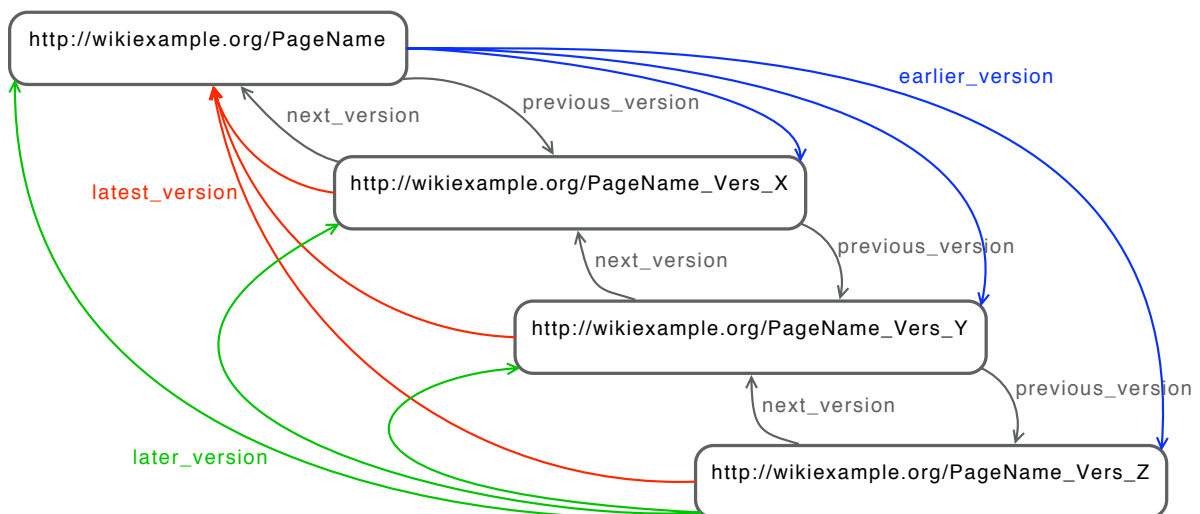 http://wikiexample.org/PageName
earlier_version
previous_version
next_version
http://wikiexample.org/PageName_Vers_X
latest_version
previous_version
next_version
http://wikiexample.org/PageName_Vers_Y
previous_version
next_version
later_version
http://wikiexample.org/PageName_Vers_Z